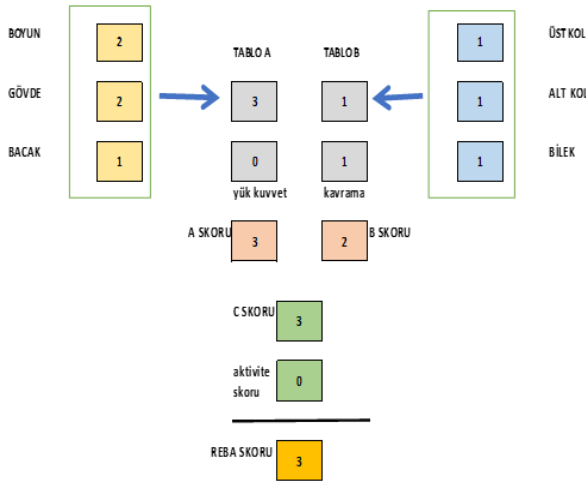 BOYUN 2 TABLO A TABLO B 1 ÜST KOL
GÖVDE 2 3 1 1 ALT KOL
BACAK 1 0 1 1 BİLEK
yük kuvvet kavrama
A SKORU 3 2 B SKORU
C SKORU 3
aktivite
skoru 0
REBA SKORU 3